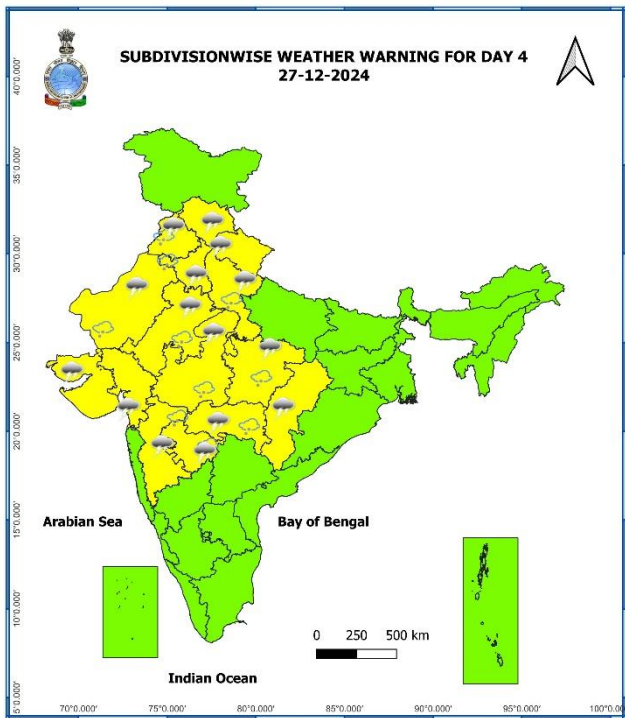 SUBDIVISIONWISE WEATHER WARNING FOR DAY 4
27-12-2024
40°0.000'
35°0.000'
30°0.000'
25°0.000'
20°0.000'
15°0.000'
10°0.000'
5°0.000'
Arabian Sea
Bay of Bengal
0 250 500 km
Indian Ocean
70°0.000' 75°0.000' 80°0.000' 85°0.000' 90°0.000' 95°0.000' 100°0.000'